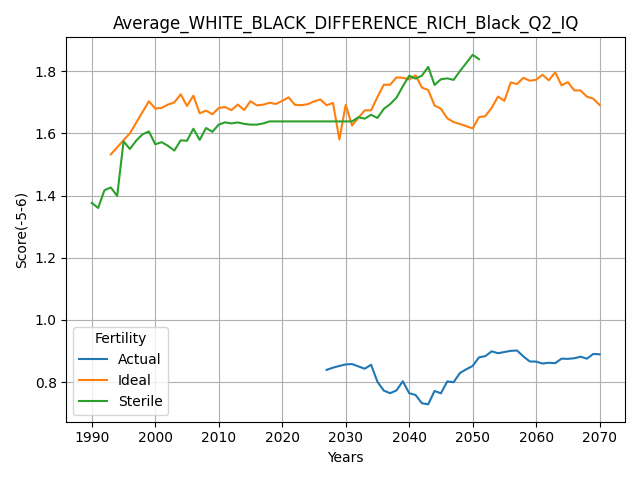 Average_WHITE_BLACK_DIFFERENCE_RICH_Black_Q2_IQ
Score(-5-6)
1.8
1.6
1.4
1.2
1.0
0.8
Fertility
Actual
Ideal
Sterile
1990 2000 2010 2020 2030 2040 2050 2060 2070
Years